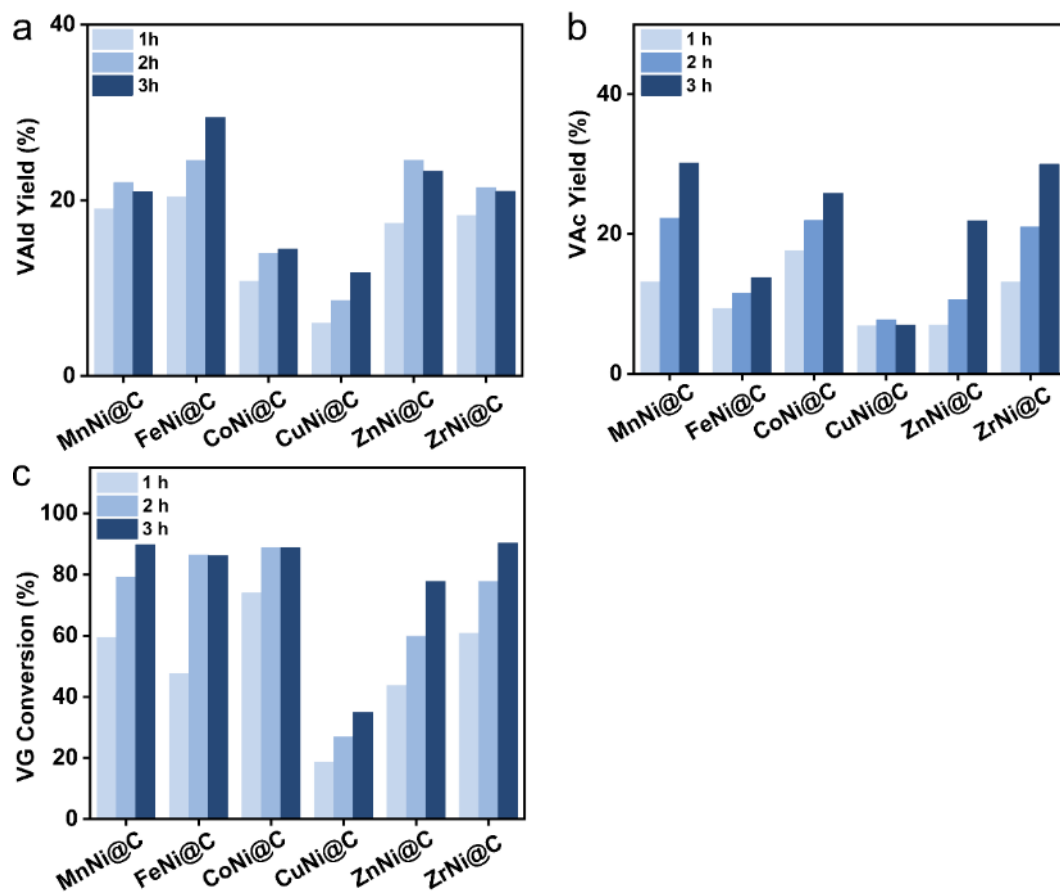 a
40
20
0
VAld Yield (%)
1h
2h
3h
MnNi@C
FeNi@C
CoNi@C
CuNi@C
ZnNi@C
ZrNi@C
b
40
20
0
VAc Yield (%)
1 h
2 h
3 h
MnNi@C
FeNi@C
CoNi@C
CuNi@C
ZnNi@C
ZrNi@C
c
100
80
60
40
20
0
VG Conversion (%)
1 h
2 h
3 h
MnNi@C
FeNi@C
CoNi@C
CuNi@C
ZnNi@C
ZrNi@C